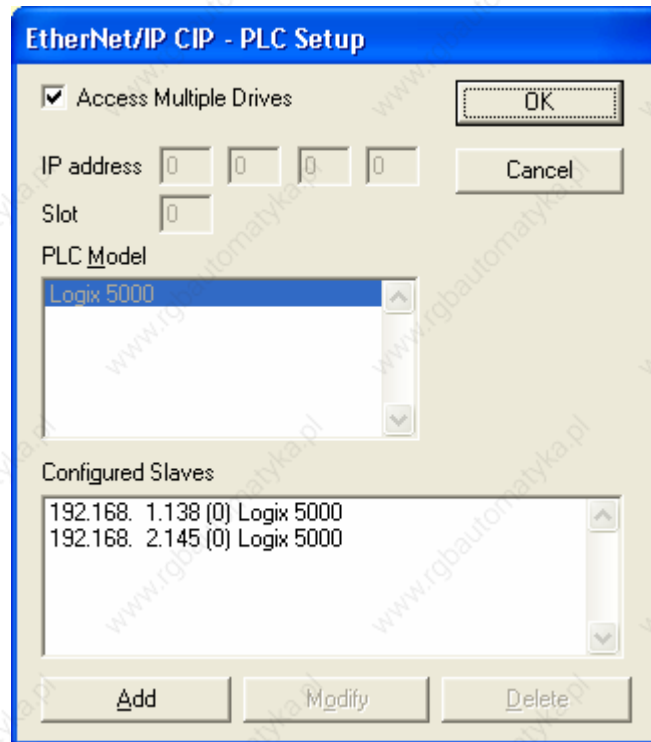 EtherNet/IP CIP - PLC Setup
Access Multiple Drives
OK
IP address 0 0 0 0
Cancel
Slot 0
PLC Model
Logix 5000
Configured Slaves
192.168.  1.138 (0) Logix 5000
192.168.  2.145 (0) Logix 5000
Add Modify Delete
www.rgbautomatyka.pl